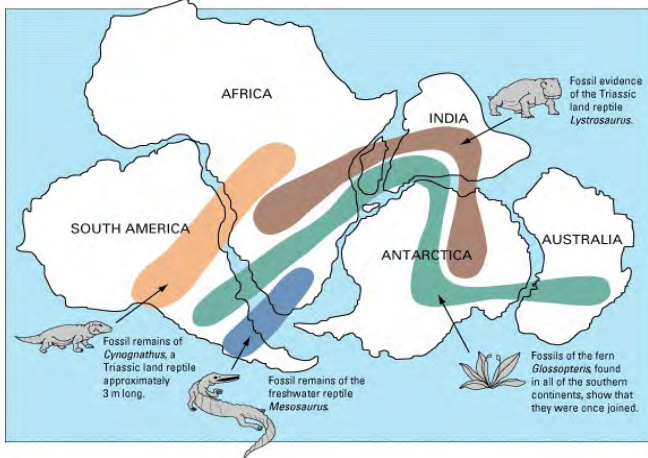 AFRICA
INDIA
SOUTH AMERICA
ANTARCTICA
AUSTRALIA
Fossil evidence
of the Triassic
land reptile
Lystrosaurus.
Fossil remains of
Cynognathus, a
Triassic land reptile
approximately
3 m long.
Fossil remains of the
freshwater reptile
Mesosaurus.
Fossils of the fern
Glossopteris, found
in all of the southern
continents, show that
they were once joined.